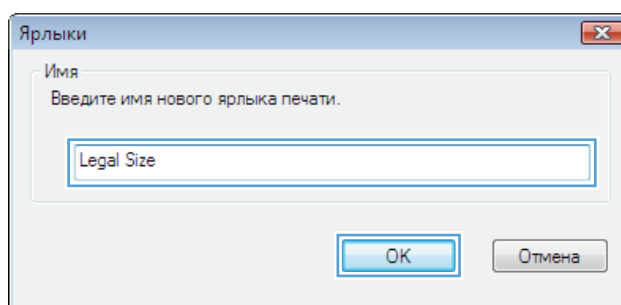 Ярлыки
Имя
Введите имя нового ярлыка печати.
Legal Size
OK
Отмена